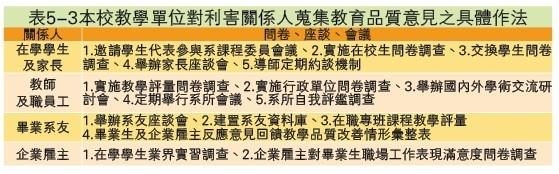 表5-3本校教學單位對利害關係人蒐集教育品質意見之具體作法
關係人
問卷、座談、會議
在學學生
及家長
1.邀請學生代表參與系課程委員會議、2.實施在校生問卷調查、3.交換學生問卷
調查、4.舉辦家長座談會、5.導師定期約談機制
教師
及職員工
1.實施教學評量問卷調查、2.實施行政單位問卷調查、3.舉辦國內外學術交流研
討會、4.定期舉行系所會議、5.系所自我評鑑調查
畢業系友
1.舉辦系友座談會、2.建置系友資料庫、3.在職專班課程教學評量
4.畢業生及企業雇主反應意見回饋教學品質改善情形彙整表
企業雇主
1.在學學生業界實習調查、2.企業雇主對畢業生職場工作表現滿意度問卷調查